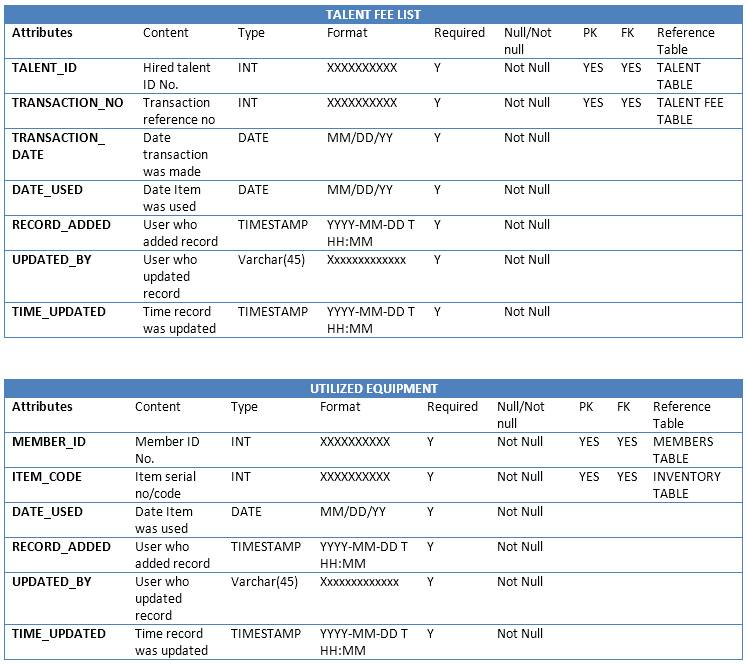 TALENT FEE LIST
Attributes Content Type Format Required Null/Not PK FK Reference
null Table
TALENT_ID Hired talent INT XXXXXXXXXX Y Not Null YES YES TALENT
ID No. TABLE
TRANSACTION_NO Transaction INT XXXXXXXXXX Y Not Null YES YES TALENT FEE
reference no TABLE
TRANSACTION_ Date DATE MM/DD/YY Y Not Null
DATE transaction
was made
DATE_USED Date Item DATE MM/DD/YY Y Not Null
was used
RECORD_ADDED User who TIMESTAMP YYYY-MM-DD T Y Not Null
added record HH:MM
UPDATED_BY User who Varchar(45) Xxxxxxxxxxxxx Y Not Null
updated
record
TIME_UPDATED Time record TIMESTAMP YYYY-MM-DD T Y Not Null
was updated HH:MM
UTILIZED EQUIPMENT
Attributes Content Type Format Required Null/Not PK FK Reference
null Table
MEMBER_ID Member ID INT XXXXXXXXXX Y Not Null YES YES MEMBERS
No. TABLE
ITEM_CODE Item serial INT XXXXXXXXXX Y Not Null YES YES INVENTORY
no/code TABLE
DATE_USED Date Item DATE MM/DD/YY Y Not Null
was used
RECORD_ADDED User who TIMESTAMP YYYY-MM-DD T Y Not Null
added record HH:MM
UPDATED_BY User who Varchar(45) Xxxxxxxxxxxxx Y Not Null
updated
record
TIME_UPDATED Time record TIMESTAMP YYYY-MM-DD T Y Not Null
was updated HH:MM